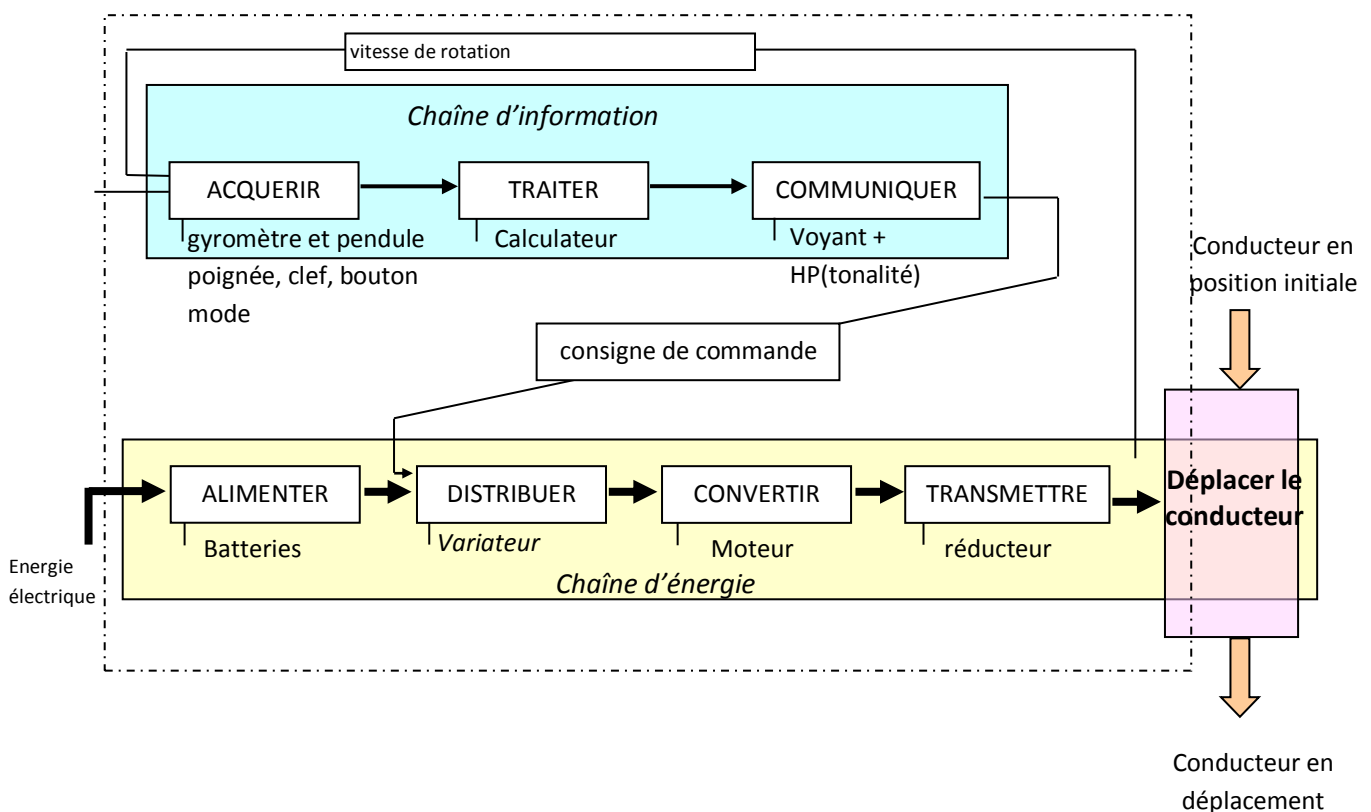 vitesse de rotation
Chaîne d’information
ACQUERIR
TRAITER
COMMUNIQUER
gyromètre et pendule
poignée, clef, bouton
mode
Calculateur
Voyant +
HP(tonalité)
Conducteur en
position initiale
consigne de commande
ALIMENTER
DISTRIBUER
CONVERTIR
TRANSMETTRE
Déplacer le
conducteur
Batteries
Variateur
Moteur
réducteur
Energie
électrique
Chaîne d’énergie
Conducteur en
déplacement